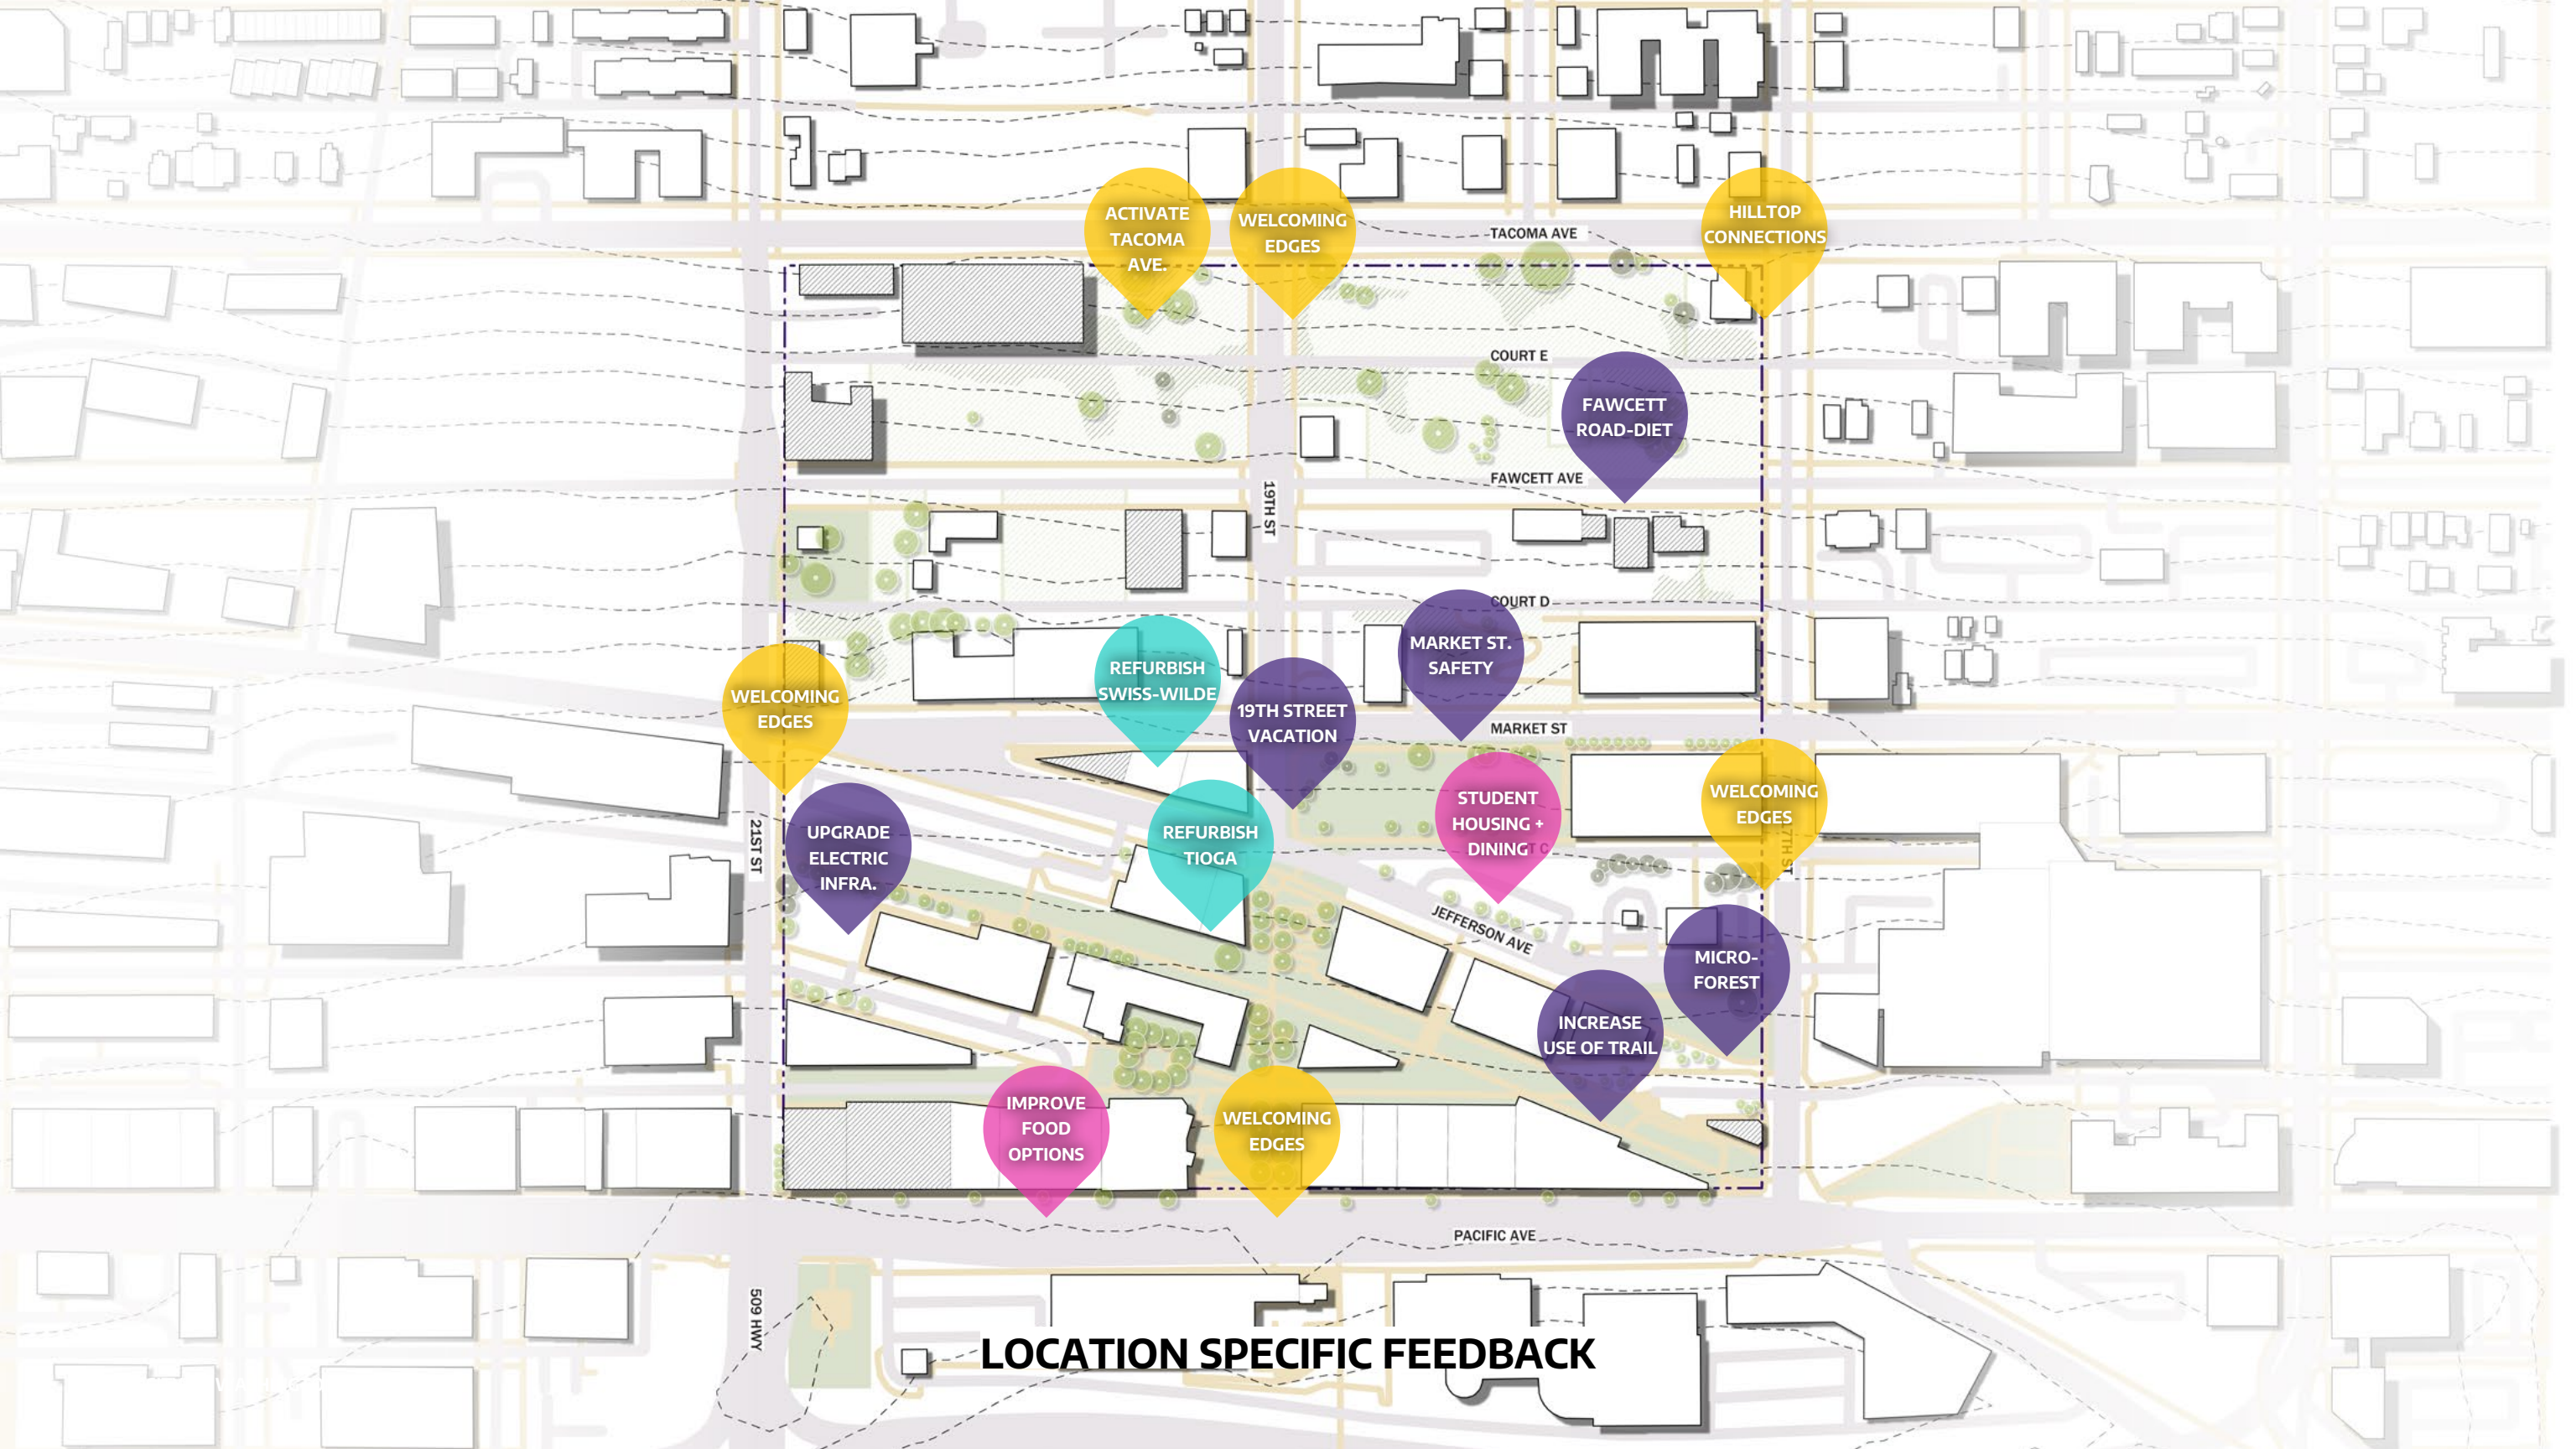 ACTIVATE
TACOMA
AVE.
WELCOMING
EDGES
HILLTOP
CONNECTIONS
TACOMA AVE
COURT E
FAWCETT
ROAD-DIET
FAWCETT AVE
19TH ST
COURT D
MARKET ST.
SAFETY
REFURBISH
SWISS-WILDE
WELCOMING
EDGES
19TH STREET
VACATION
MARKET ST
STUDENT
HOUSING +
DINING
WELCOMING
EDGES
21ST ST
UPGRADE
ELECTRIC
INFRA.
REFURBISH
TIOGA
JEFFERSON AVE
MICRO-
FOREST
INCREASE
USE OF TRAIL
IMPROVE
FOOD
OPTIONS
WELCOMING
EDGES
PACIFIC AVE
509 HWY
LOCATION SPECIFIC FEEDBACK